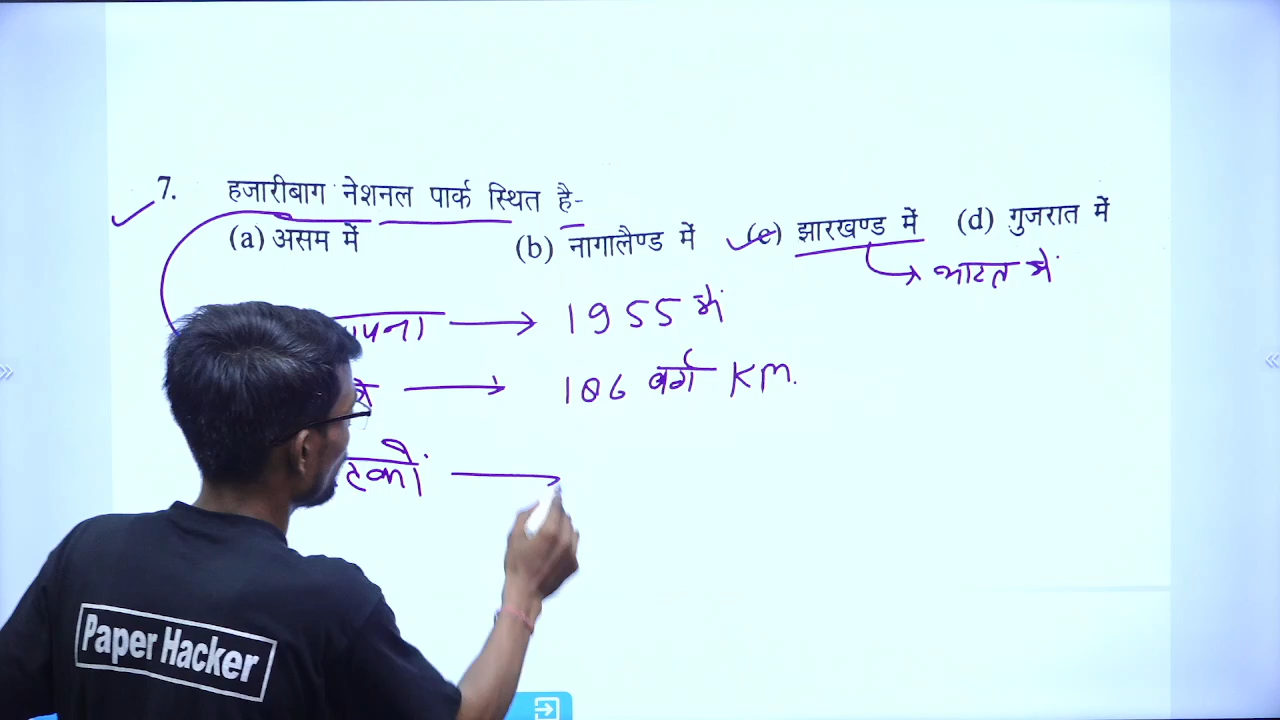 7. हजारीबाग नेशनल पार्क स्थित है-
(a) असम में (b) नागालैण्ड में (c) झारखण्ड में (d) गुजरात में
भारत में
1955 में
186 वर्ग KM.
Paper Hacker